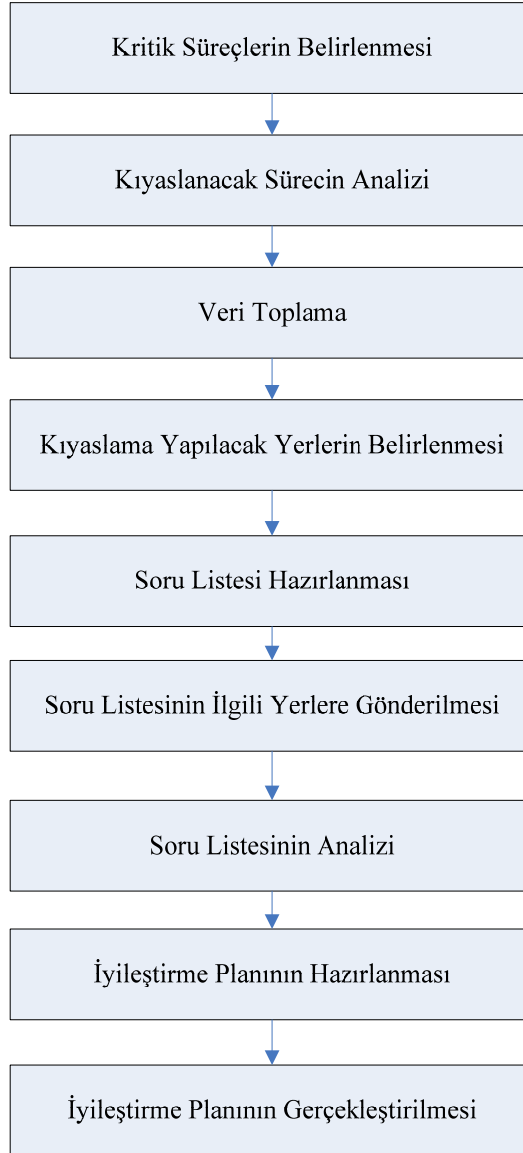 Kritik Süreçlerin Belirlenmesi
Kıyaslanacak Sürecin Analizi
Veri Toplama
Kıyaslama Yapılacak Yerlerin Belirlenmesi
Soru Listesi Hazırlanması
Soru Listesinin İlgili Yerlere Gönderilmesi
Soru Listesinin Analizi
İyileştirme Planının Hazırlanması
İyileştirme Planının Gerçekleştirilmesi